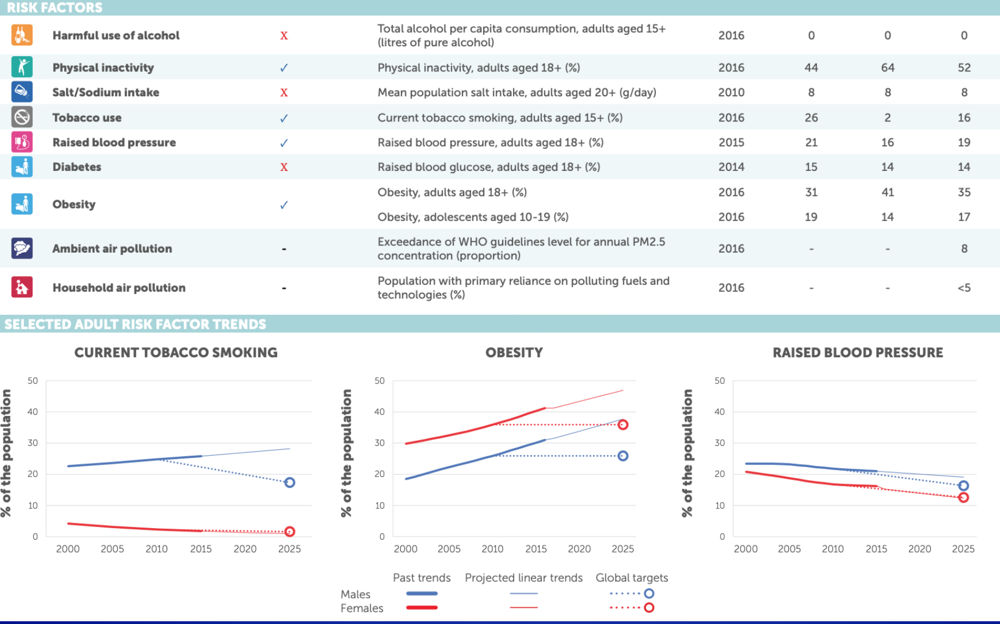 RISK FACTORS
Harmful use of alcohol X Total alcohol per capita consumption, adults aged 15+ (litres of pure alcohol) 2016 0 0 0
Physical inactivity ✓ Physical inactivity, adults aged 18+ (%) 2016 44 64 52
Salt/Sodium intake X Mean population salt intake, adults aged 20+ (g/day) 2010 8 8 8
Tobacco use ✓ Current tobacco smoking, adults aged 15+ (%) 2016 26 2 16
Raised blood pressure ✓ Raised blood pressure, adults aged 18+ (%) 2015 21 16 19
Diabetes X Raised blood glucose, adults aged 18+ (%) 2014 15 14 14
Obesity ✓ Obesity, adults aged 18+ (%) 2016 31 41 35
Obesity, adolescents aged 10-19 (%) 2016 19 14 17
Ambient air pollution - Exceedance of WHO guidelines level for annual PM2.5 concentration (proportion) 2016 - - 8
Household air pollution - Population with primary reliance on polluting fuels and technologies (%) 2016 - - <5
SELECTED ADULT RISK FACTOR TRENDS
CURRENT TOBACCO SMOKING
% of the population
50
40
30
20
10
0
2000 2005 2010 2015 2020 2025
OBESITY
% of the population
50
40
30
20
10
0
2000 2005 2010 2015 2020 2025
RAISED BLOOD PRESSURE
% of the population
50
40
30
20
10
0
2000 2005 2010 2015 2020 2025
Past trends Projected linear trends Global targets
Males
Females